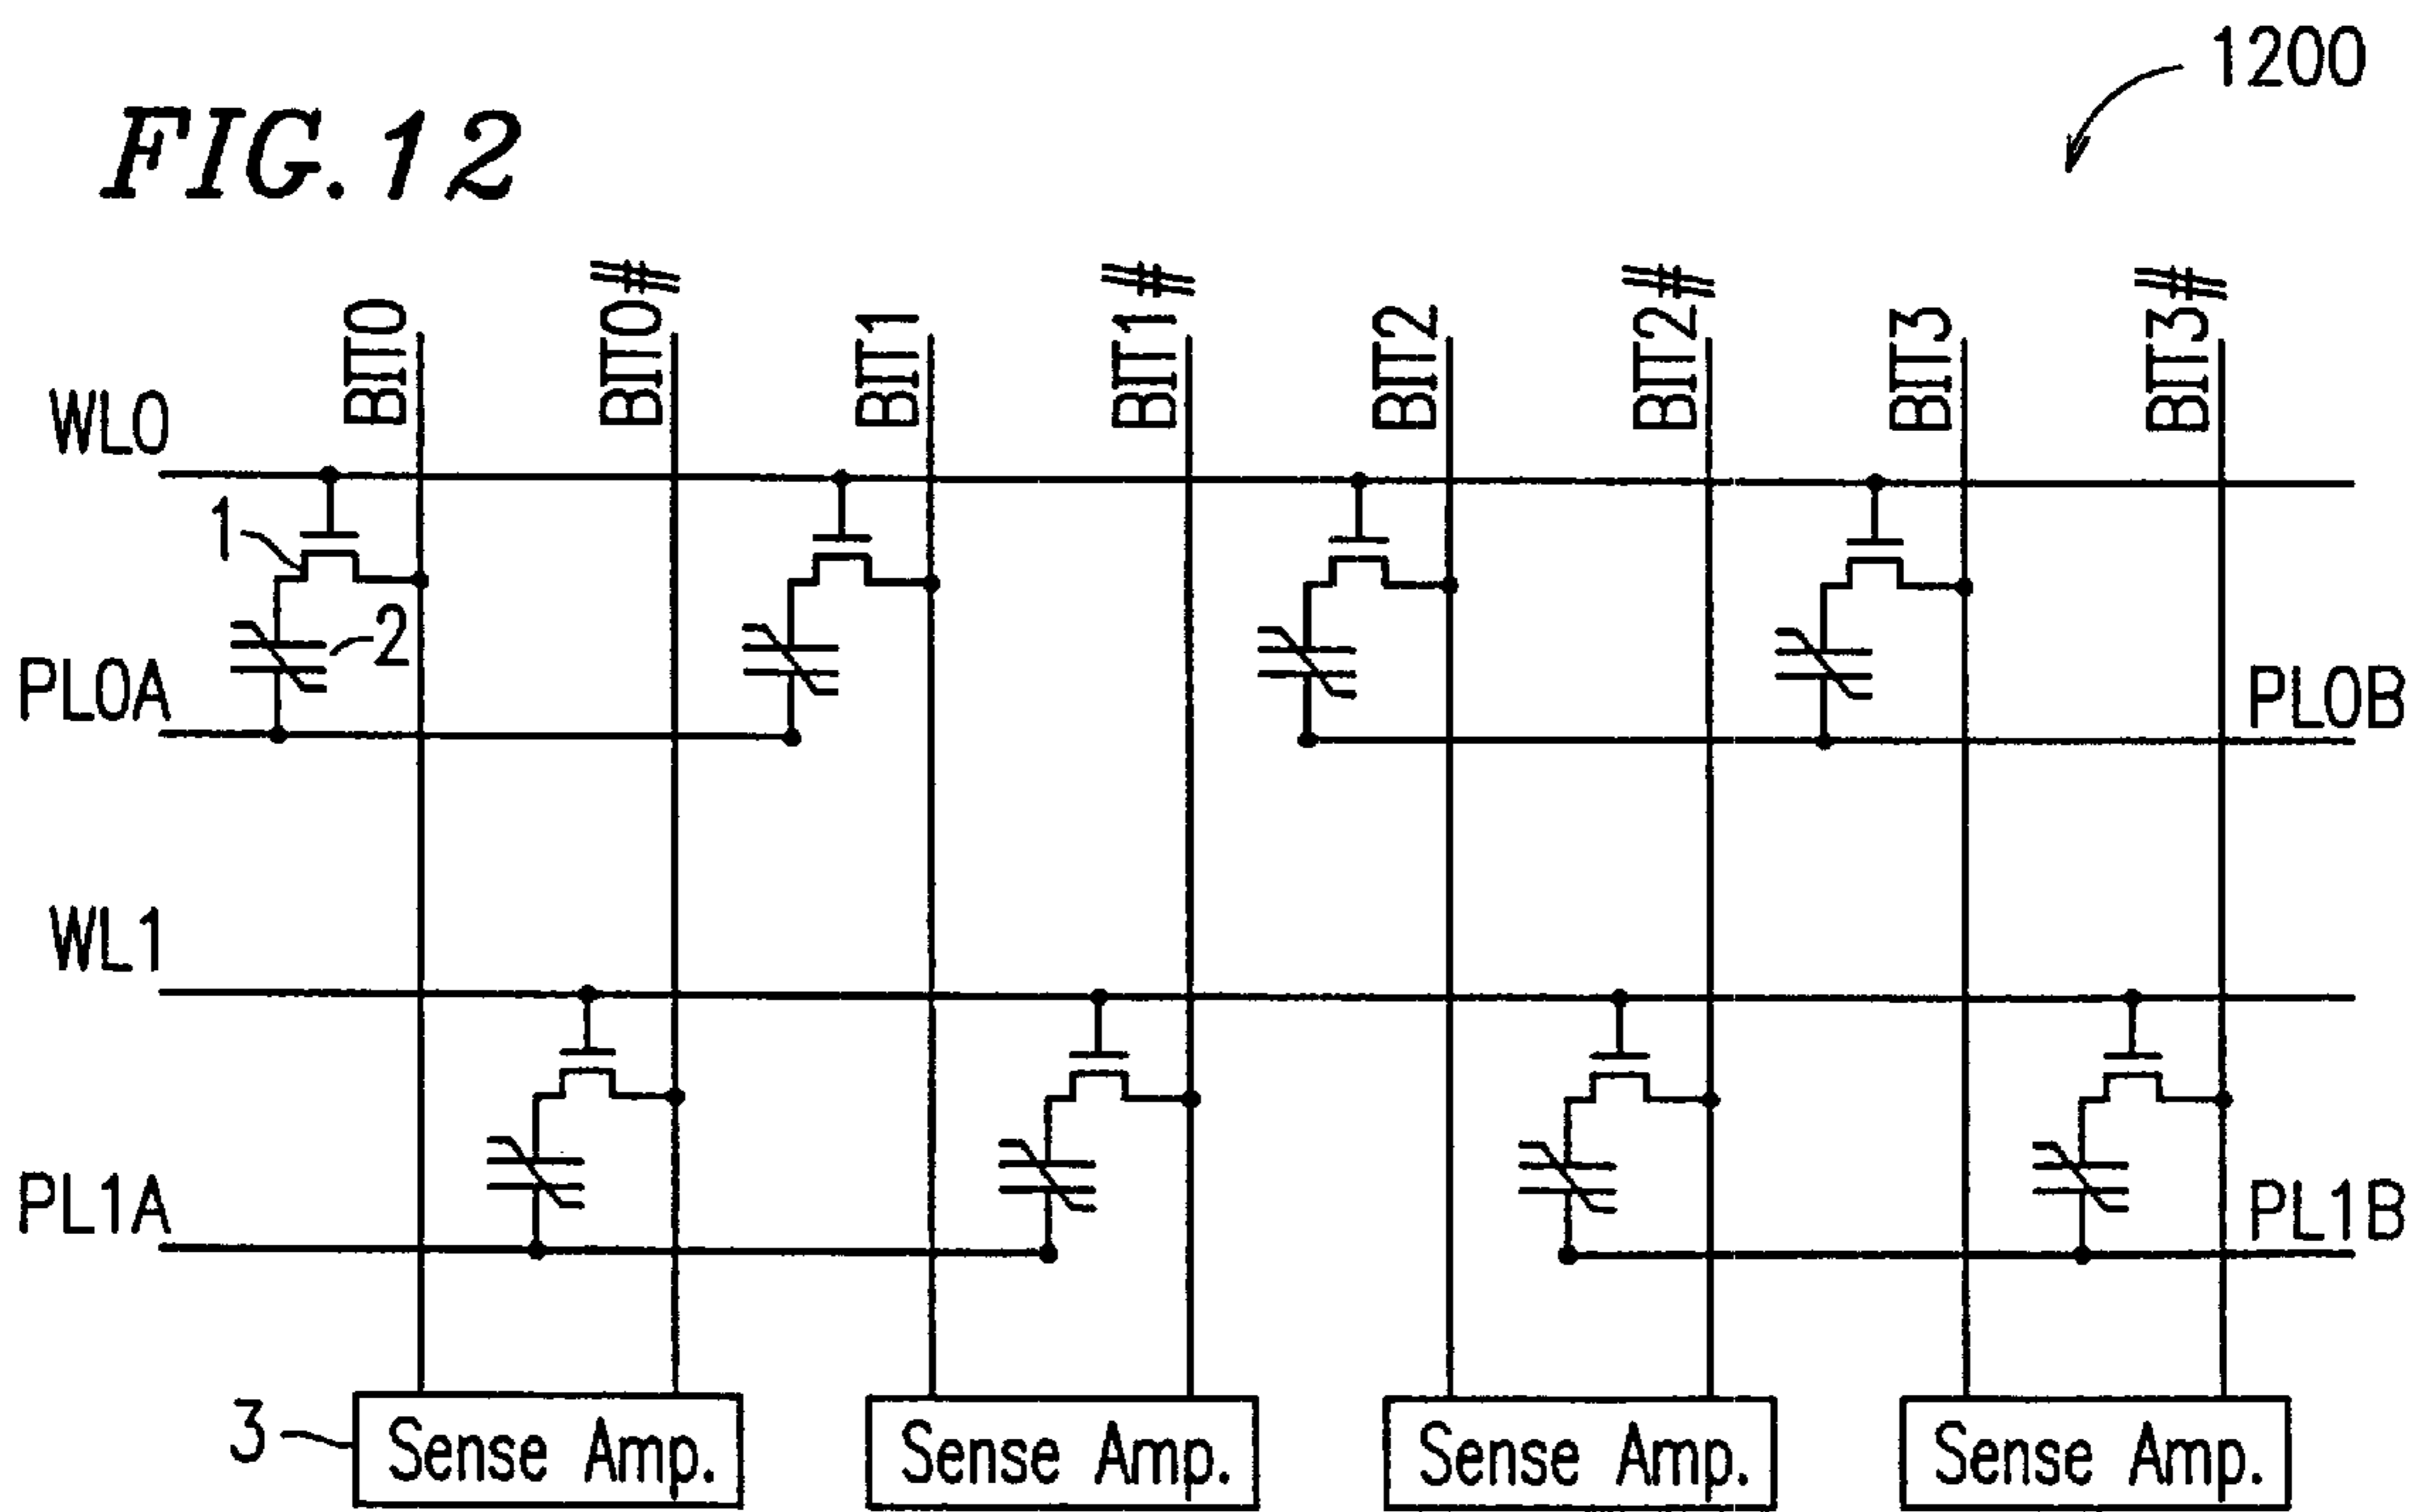 FIG.12
1200
BIT0
BIT0#
BIT1
BIT1#
BIT2
BIT2#
BIT3
BIT3#
WL0
1
2
PL0A
PL0B
WL1
PL1A
PL1B
3
Sense Amp.
Sense Amp.
Sense Amp.
Sense Amp.